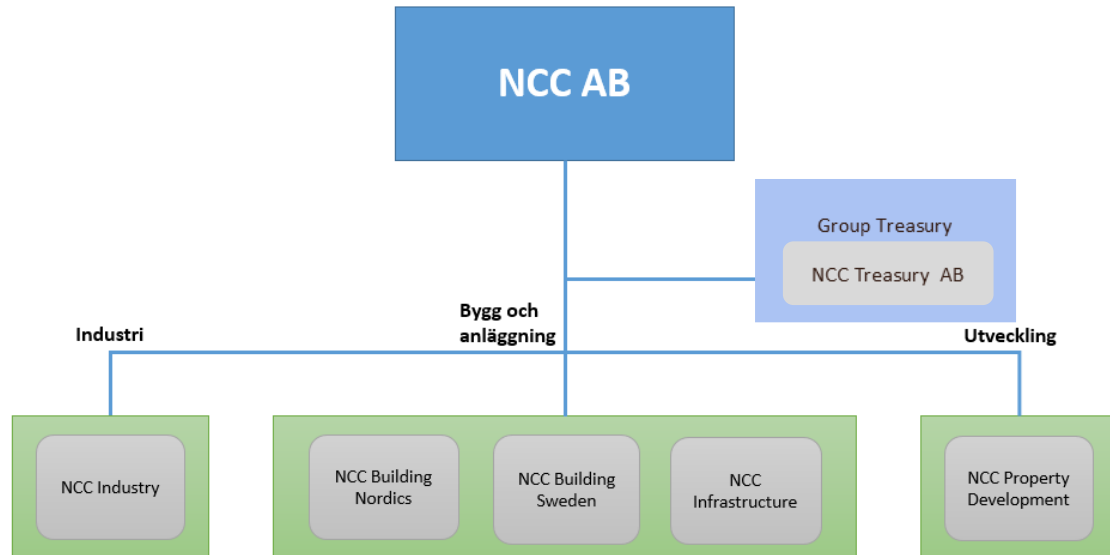 NCC AB
Group Treasury
NCC Treasury AB
Industri
Bygg och
anläggning
Utveckling
NCC Industry
NCC Building
Nordics
NCC Building
Sweden
NCC
Infrastructure
NCC Property
Development